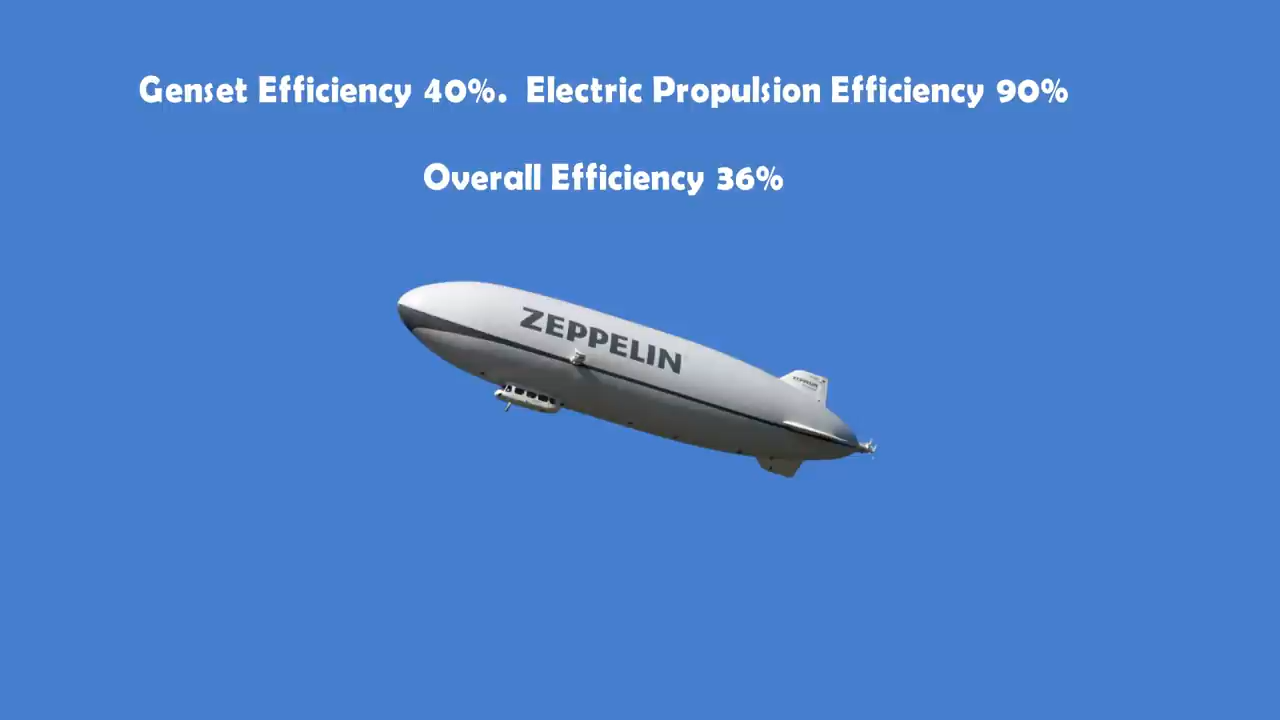 Genset Efficiency 40%.  Electric Propulsion Efficiency 90%
Overall Efficiency 36%
ZEPPELIN